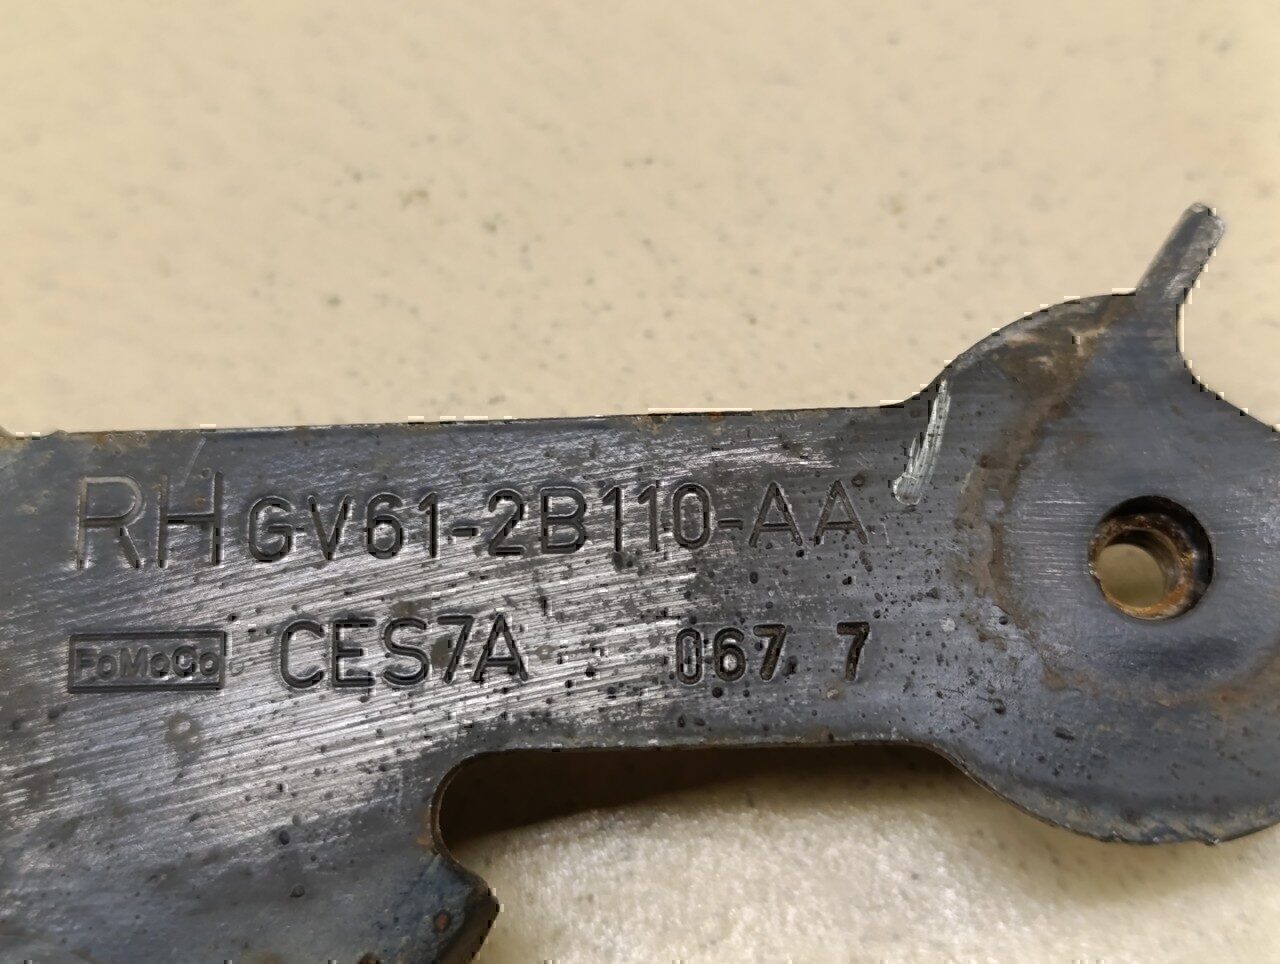 RH GV61-2B110-AA
FoMoCo CES7A 067 7